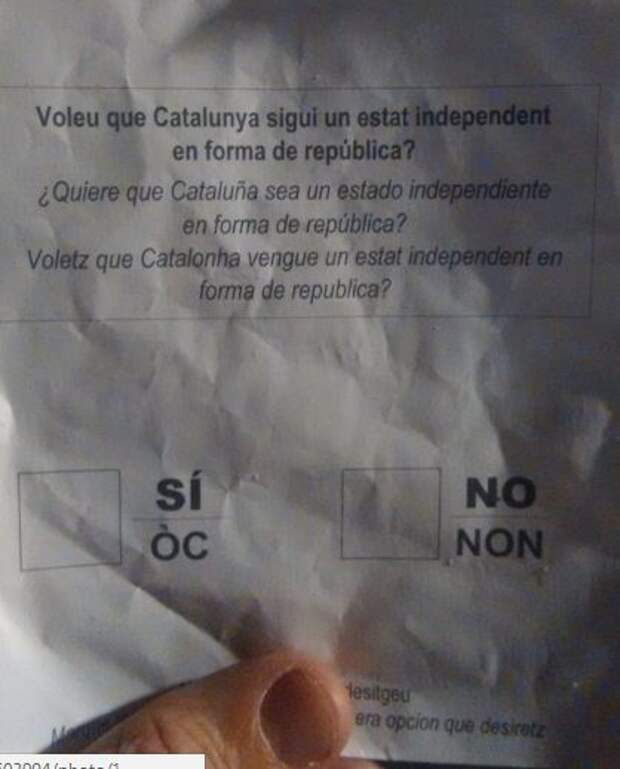 Voleu que Catalunya sigui un estat independent
en forma de república?
¿Quiere que Cataluña sea un estado independiente
en forma de república?
Voletz que Catalonha vengue un estat independent en
forma de republica?
SÍ
ÒC
NO
NON
desitgeu
era opcion que desiretz